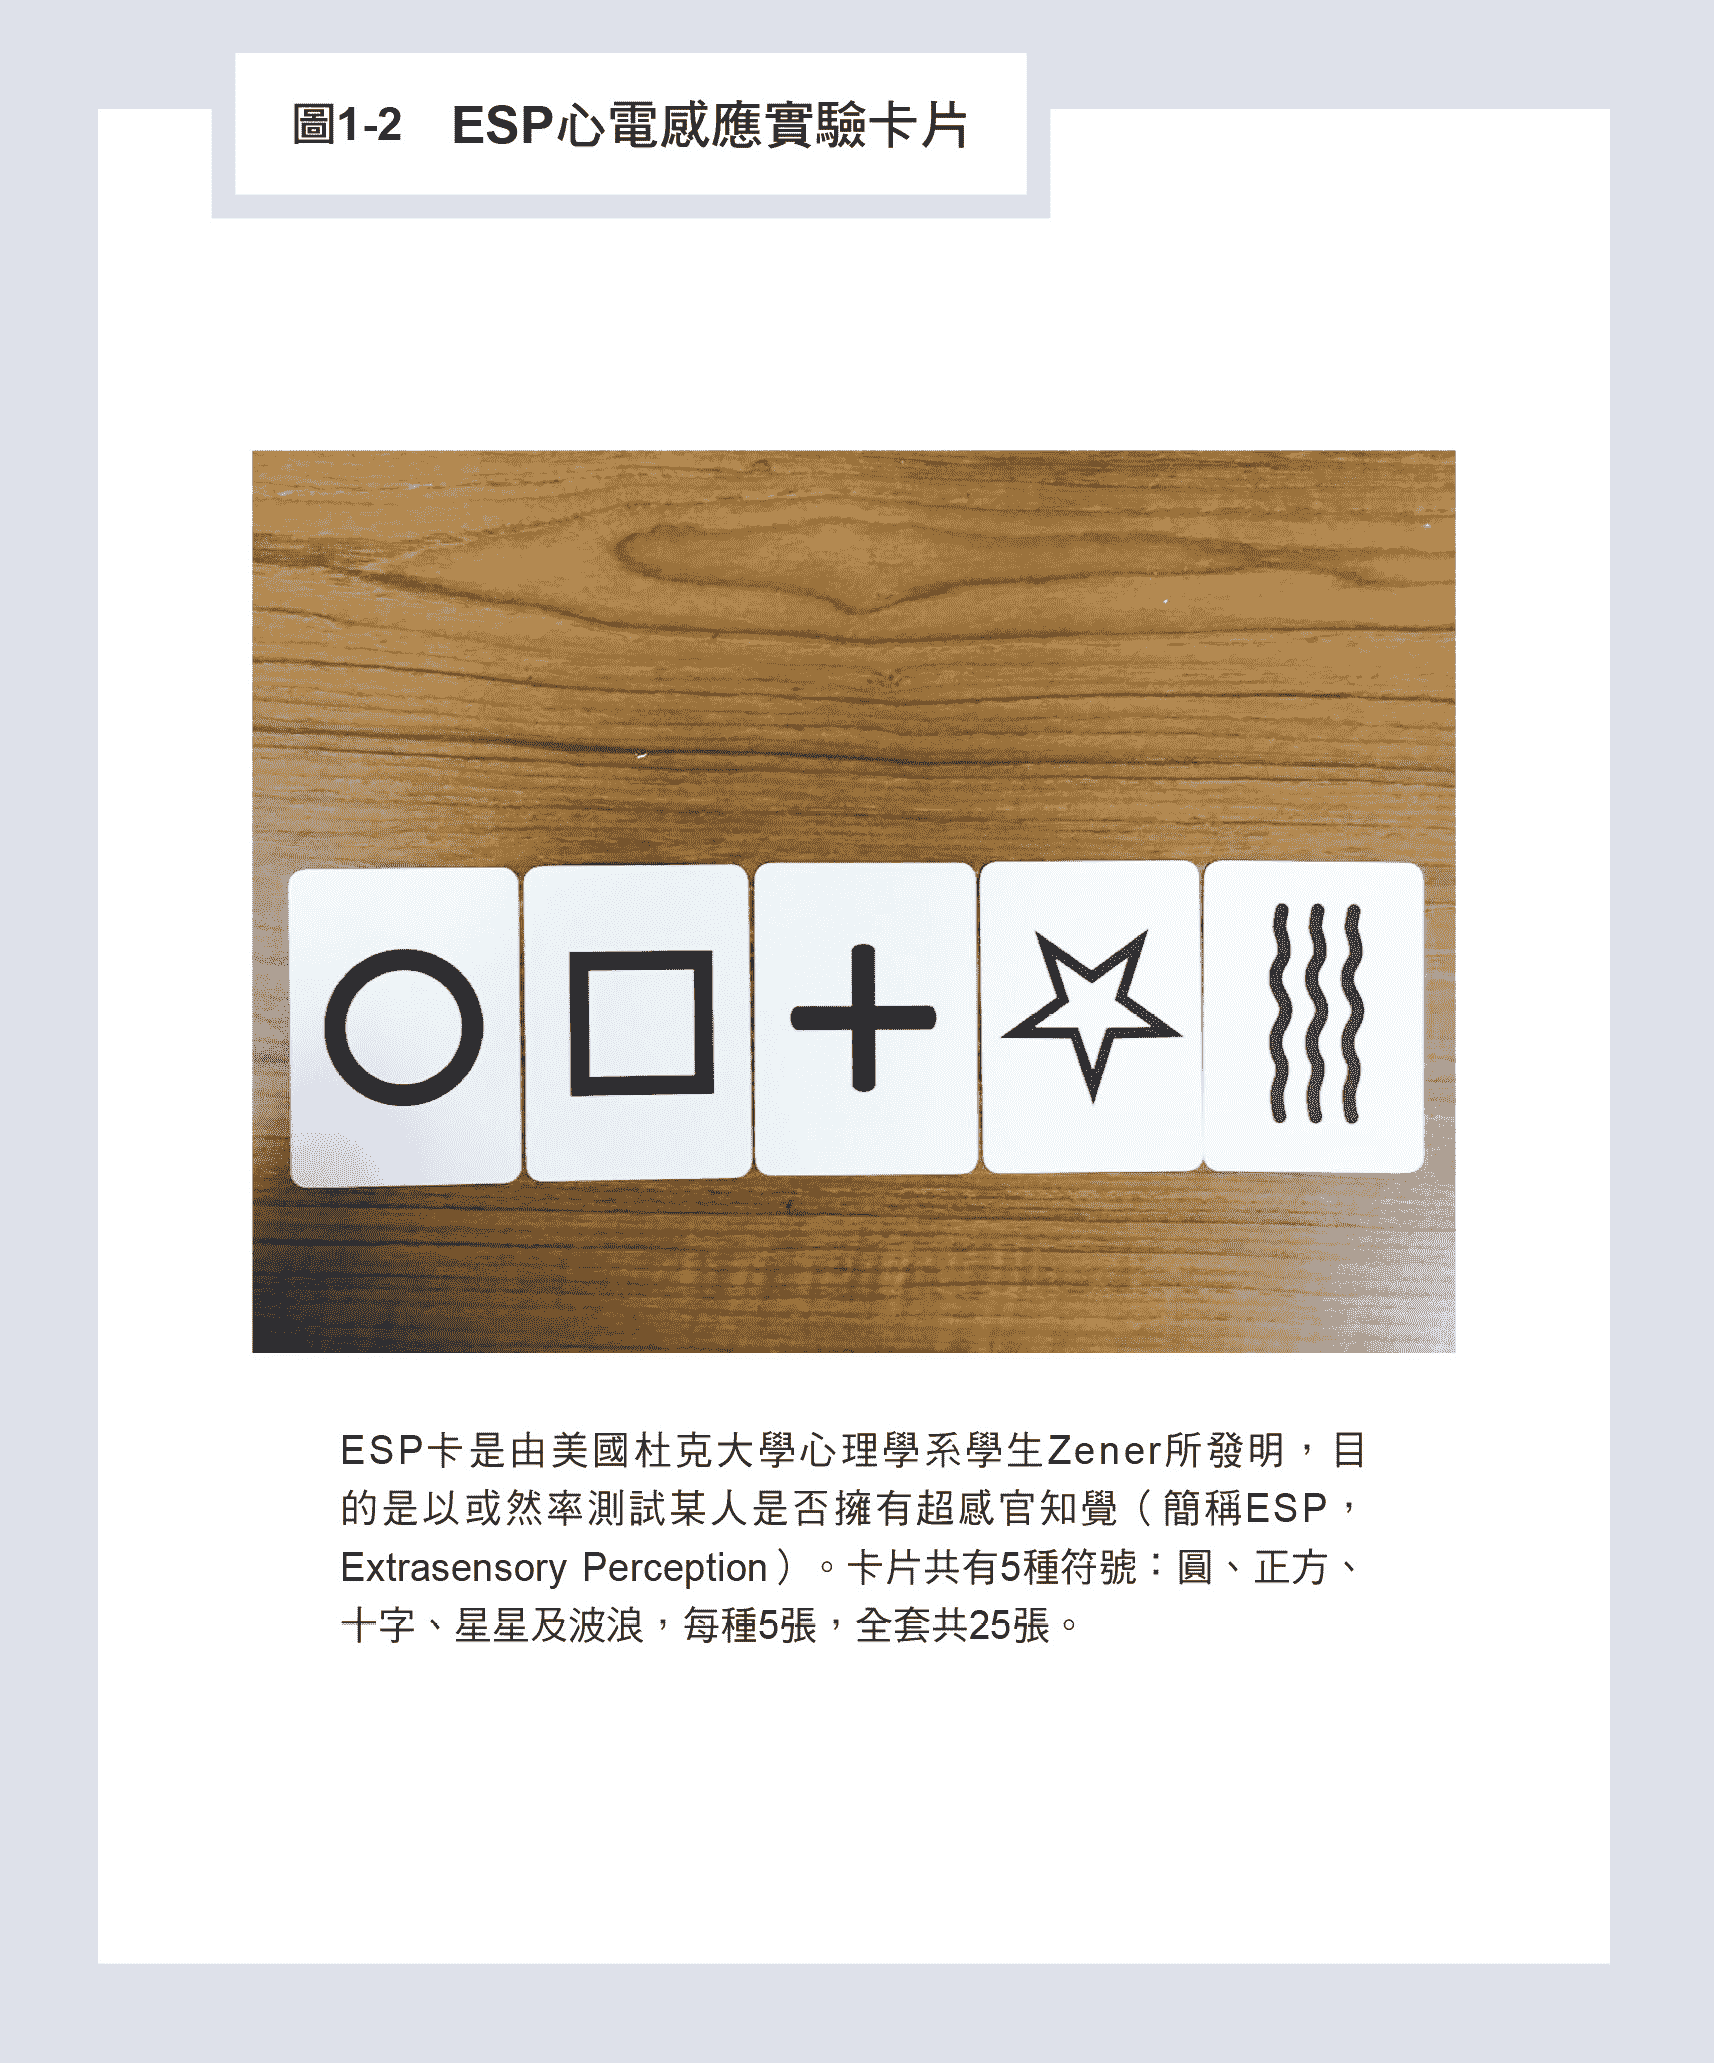 圖1-2　ESP心電感應實驗卡片
ESP卡是由美國杜克大學心理學系學生Zener所發明，目
的是以或然率測試某人是否擁有超感官知覺（簡稱ESP，
Extrasensory Perception）。卡片共有5種符號：圓、正方、
十字、星星及波浪，每種5張，全套共25張。